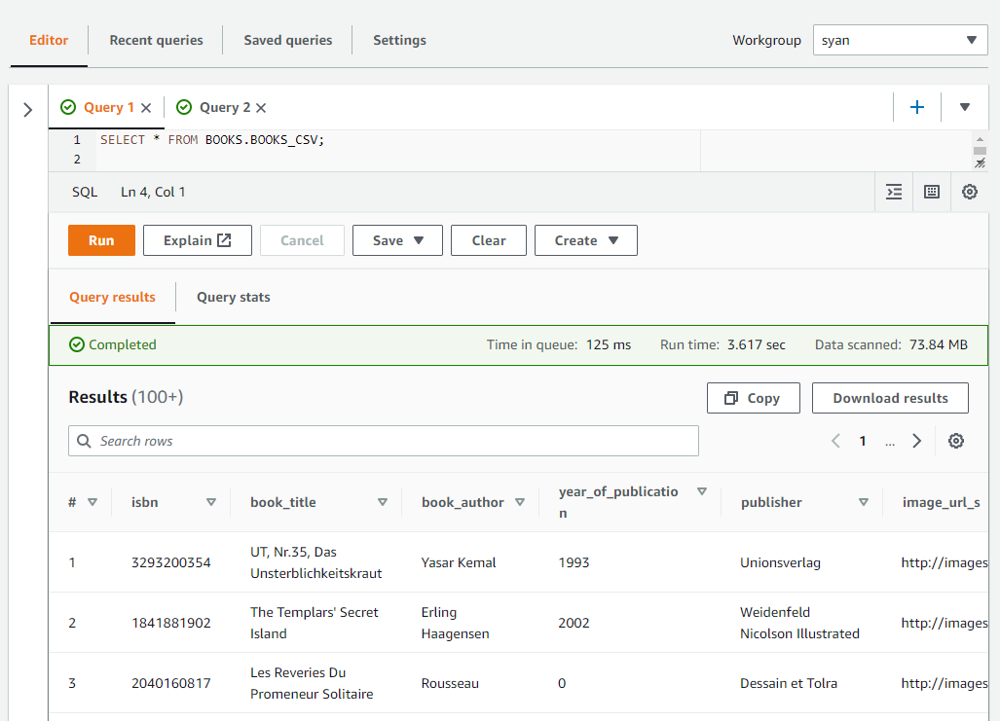 Editor Recent queries Saved queries Settings Workgroup syan
Query 1 Query 2
1 SELECT * FROM BOOKS.BOOKS_CSV;
2
SQL Ln 4, Col 1
Run Explain Cancel Save Clear Create
Query results Query stats
Completed Time in queue: 125 ms Run time: 3.617 sec Data scanned: 73.84 MB
Results (100+) Copy Download results
Search rows 1 ...
# isbn book_title book_author year_of_publicatio
n publisher image_url_s
1 3293200354 UT, Nr.35, Das
Unsterblichkeitskraut Yasar Kemal 1993 Unionsverlag http://images
2 1841881902 The Templars' Secret
Island Erling
Haagensen 2002 Weidenfeld
Nicolson Illustrated http://images
3 2040160817 Les Reveries Du
Promeneur Solitaire Rousseau 0 Dessain et Tolra http://images